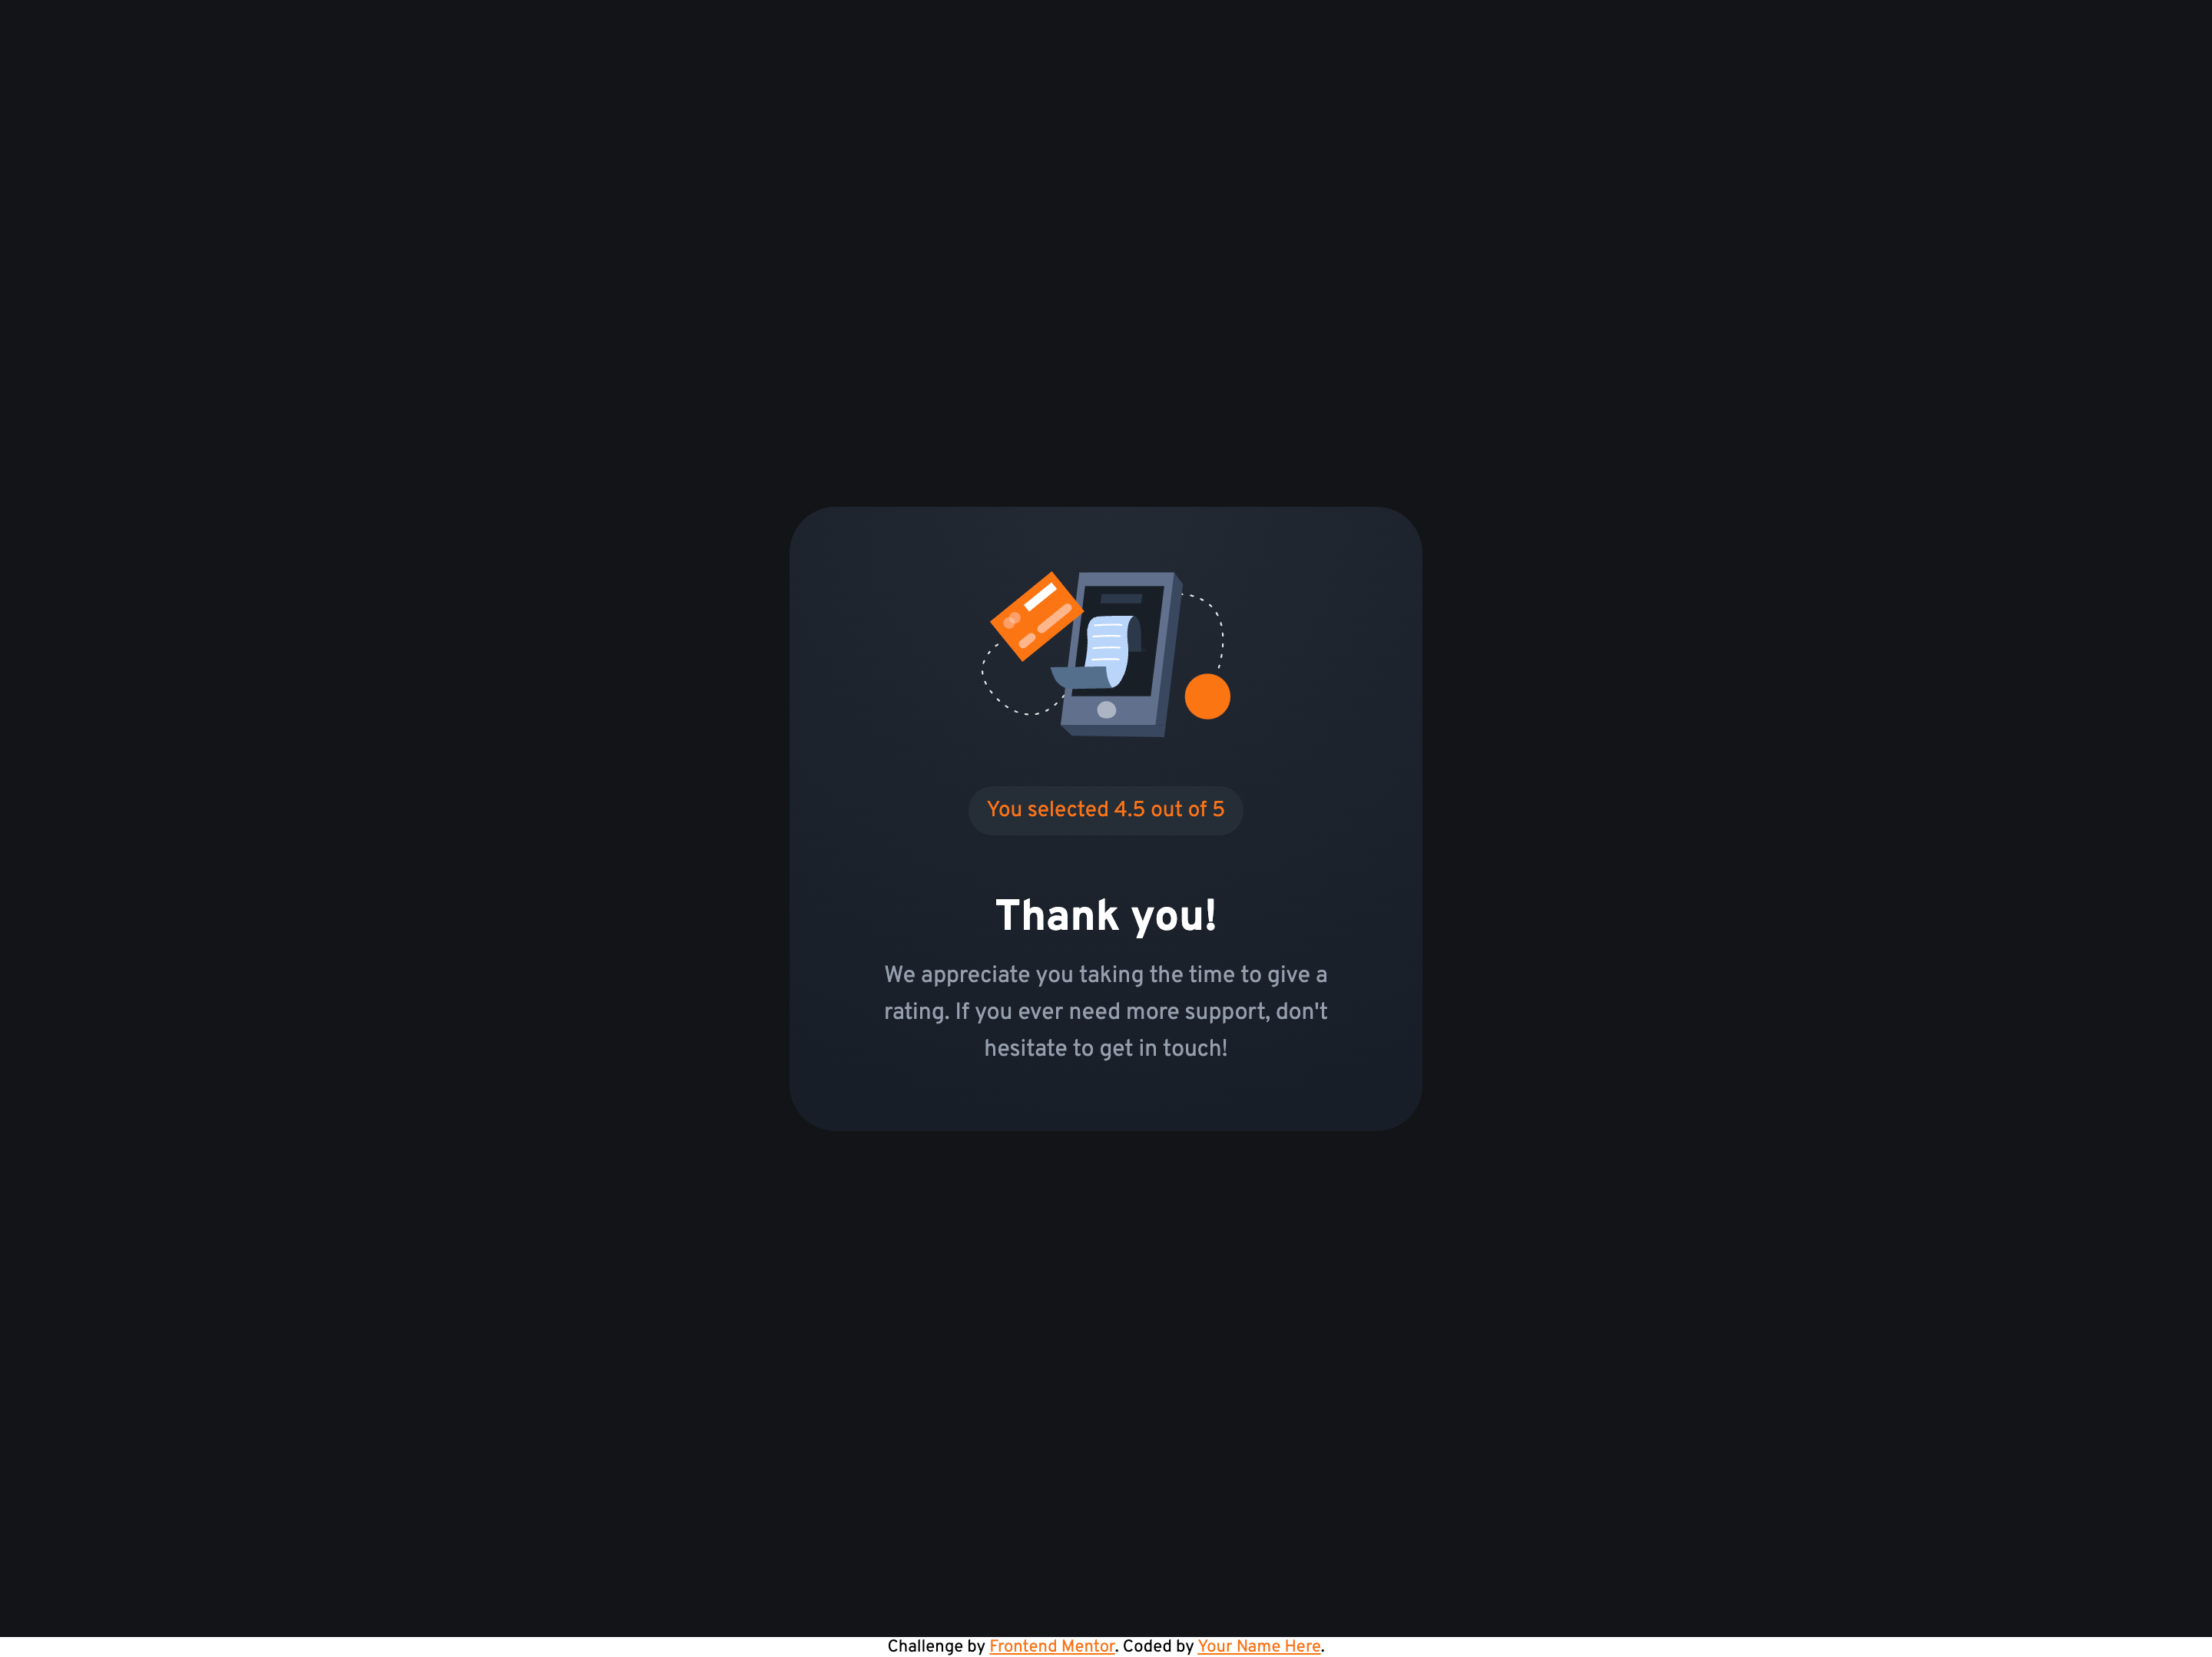 You selected 4.5 out of 5
Thank you!
We appreciate you taking the time to give a
rating. If you ever need more support, don't
hesitate to get in touch!
Challenge by Frontend Mentor. Coded by Your Name Here.